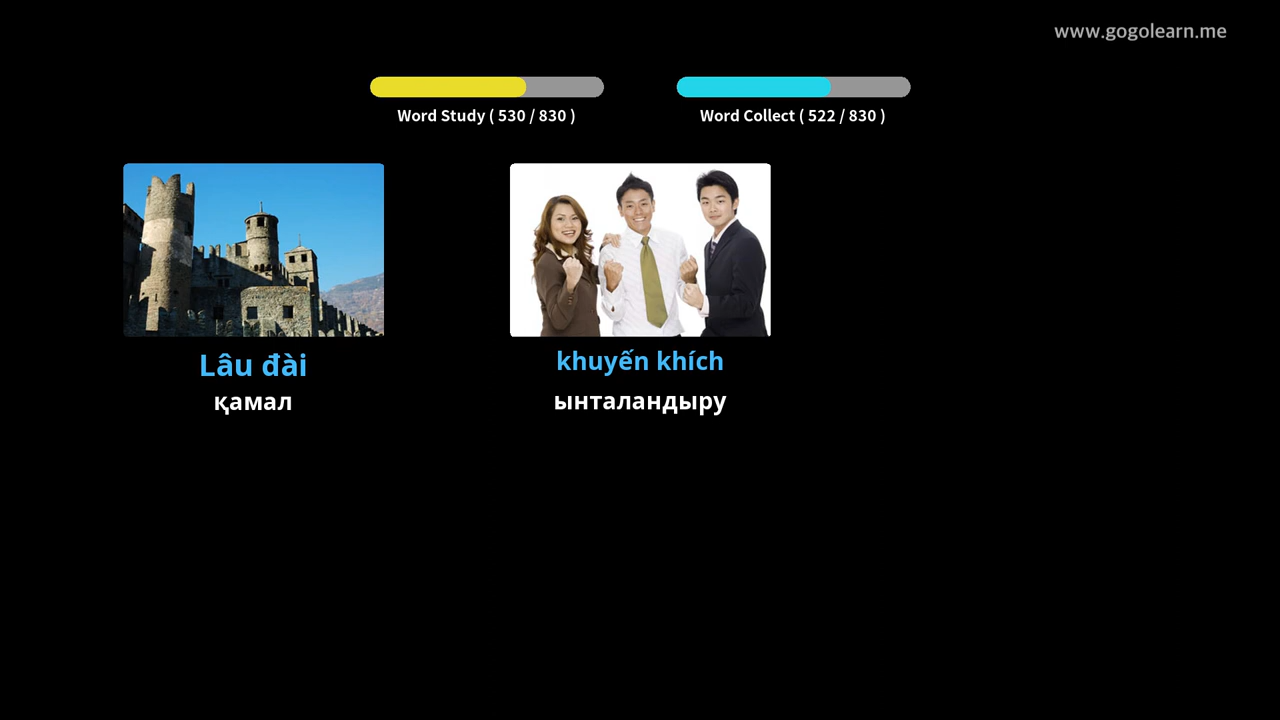 www.gogolearn.me
Word Study ( 530 / 830 )
Word Collect ( 522 / 830 )
Lâu đài
қамал
khuyến khích
ынталандыру